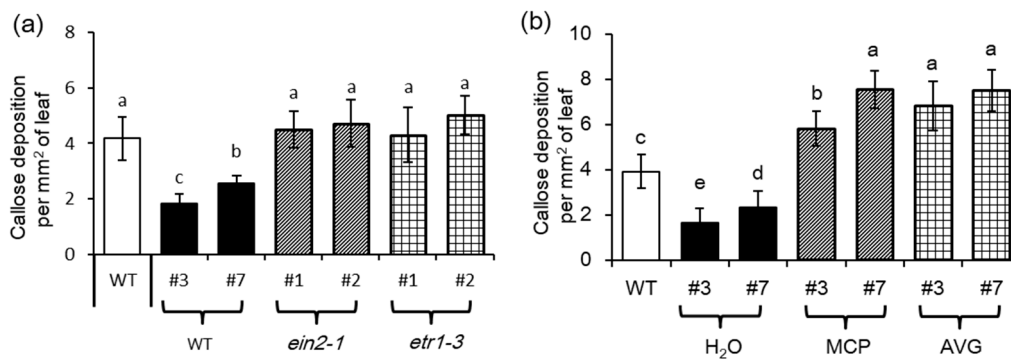 (a)
Callose deposition
per mm² of leaf
8
6
4
2
0
a
c
b
a
a
a
a
WT
#3
#7
#1
#2
#1
#2
WT
ein2-1
etr1-3
(b)
Callose deposition
per mm² of leaf
10
8
6
4
2
0
c
e
d
b
a
a
a
WT
#3
#7
#3
#7
#3
#7
H₂O
MCP
AVG